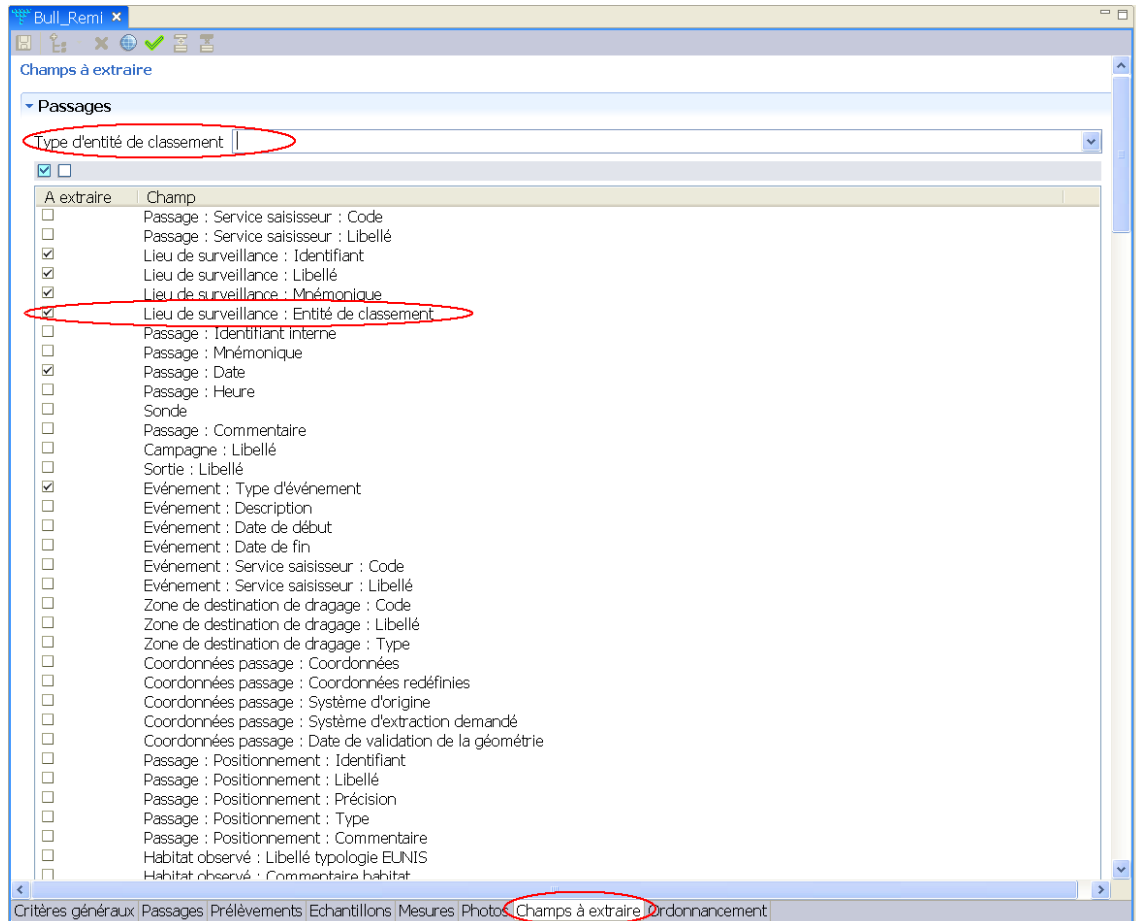 Bull_Remi
Champs à extraire
Passages
Type d'entité de classement
A extraire Champ
Passage : Service saisisseur : Code
Passage : Service saisisseur : Libellé
Lieu de surveillance : Identifiant
Lieu de surveillance : Libellé
Lieu de surveillance : Mnémonique
Lieu de surveillance : Entité de classement
Passage : Identifiant interne
Passage : Mnémonique
Passage : Date
Passage : Heure
Sonde
Passage : Commentaire
Campagne : Libellé
Sortie : Libellé
Evénement : Type d'événement
Evénement : Description
Evénement : Date de début
Evénement : Date de fin
Evénement : Service saisisseur : Code
Evénement : Service saisisseur : Libellé
Zone de destination de dragage : Code
Zone de destination de dragage : Libellé
Zone de destination de dragage : Type
Coordonnées passage : Coordonnées
Coordonnées passage : Coordonnées redéfinies
Coordonnées passage : Système d'origine
Coordonnées passage : Système d'extraction demandé
Coordonnées passage : Date de validation de la géométrie
Passage : Positionnement : Identifiant
Passage : Positionnement : Libellé
Passage : Positionnement : Précision
Passage : Positionnement : Type
Passage : Positionnement : Commentaire
Habitat observé : Libellé typologie EUNIS
Habitat observé : Commentaire habitat
Critères généraux Passages Prélèvements Echantillons Mesures Photos Champs à extraire Ordonnancement